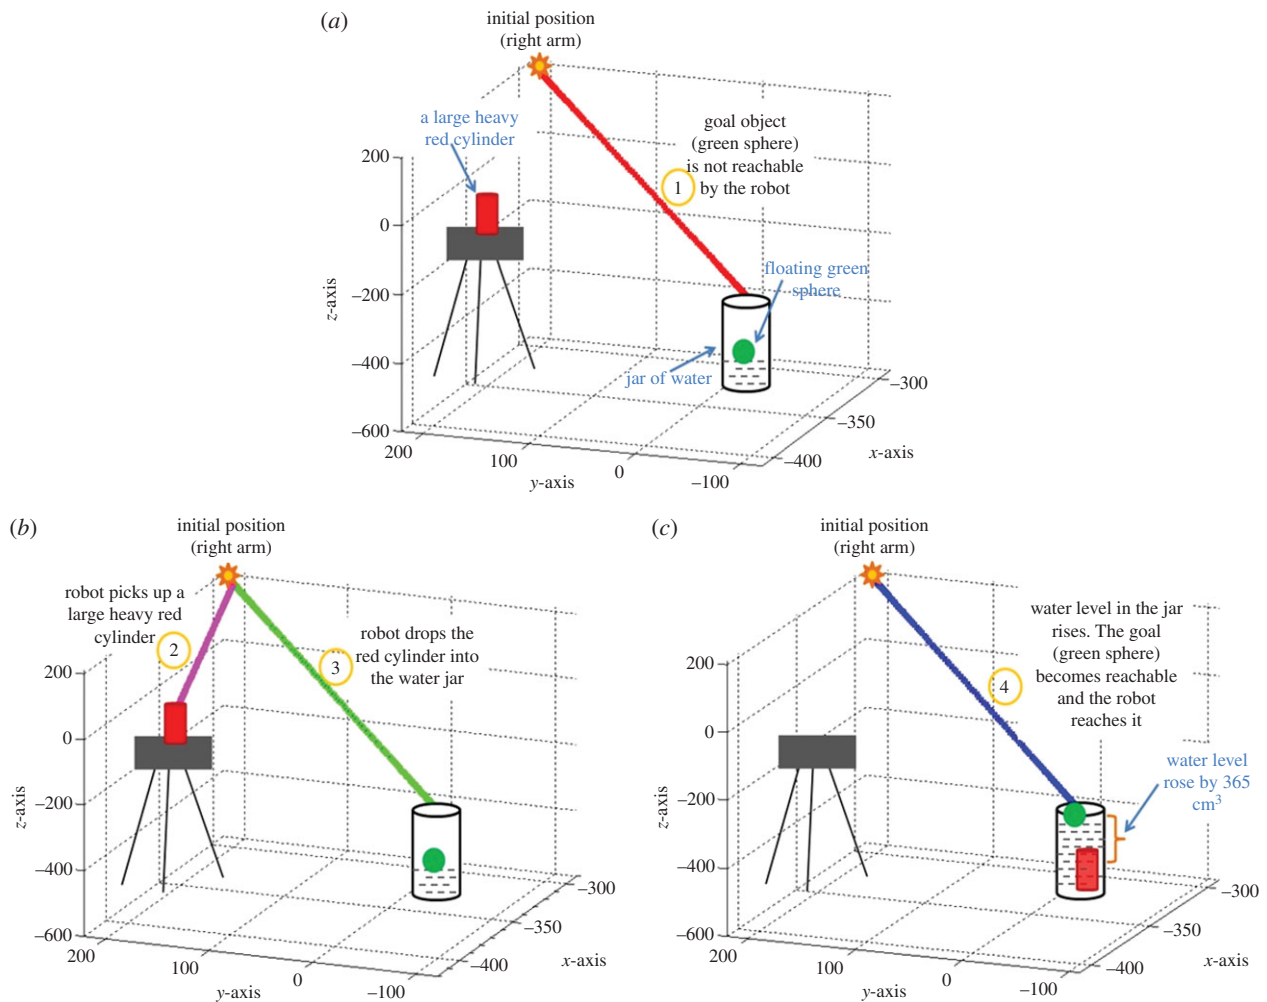 (a)
initial position
(right arm)
a large heavy
red cylinder
goal object
(green sphere)
is not reachable
by the robot
1
floating green
sphere
jar of water
200
0
–200
–400
–600
z-axis
200
100
0
–100
y-axis
–400
–350
–300
x-axis
(b)
initial position
(right arm)
robot picks up a
large heavy red
cylinder
2
robot drops the
red cylinder into
the water jar
3
200
0
–200
–400
–600
z-axis
200
100
0
–100
y-axis
–400
–350
–300
x-axis
(c)
initial position
(right arm)
water level in the jar
rises. The goal
(green sphere)
becomes reachable
and the robot
reaches it
4
water level
rose by 365
cm³
200
0
–200
–400
–600
z-axis
200
100
0
–100
y-axis
–400
–350
–300
x-axis